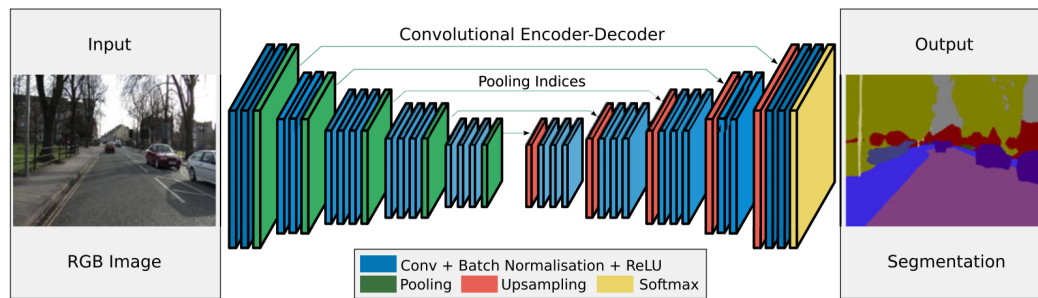 Input
Convolutional Encoder-Decoder
Output
Pooling Indices
RGB Image
Segmentation
Conv + Batch Normalisation + ReLU
Pooling
Upsampling
Softmax